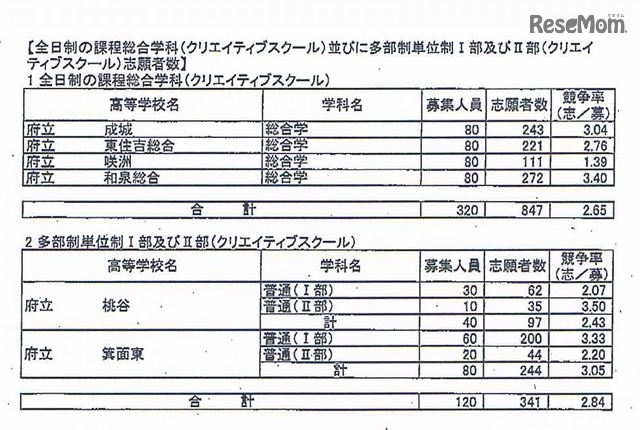 リセマム
ReseMom
【全日制の課程総合学科(クリエイティブスクール)並びに多部制単位制Ⅰ部及びⅡ部(クリエイ
ティブスクール)志願者数】
1 全日制の課程総合学科(クリエイティブスクール)
高等学校名 学科名 募集人員 志願者数 競争率
(志/募)
府立 成城 総合学 80 243 3.04
府立 東住吉総合 総合学 80 221 2.76
府立 咲洲 総合学 80 111 1.39
府立 和泉総合 総合学 80 272 3.40
合 計 320 847 2.65
2 多部制単位制Ⅰ部及びⅡ部(クリエイティブスクール)
高等学校名 学科名 募集人員 志願者数 競争率
(志/募)
普通(Ⅰ部) 30 62 2.07
府立 桃谷 普通(Ⅱ部) 10 35 3.50
計 40 97 2.43
普通(Ⅰ部) 60 200 3.33
府立 箕面東 普通(Ⅱ部) 20 44 2.20
計 80 244 3.05
合 計 120 341 2.84